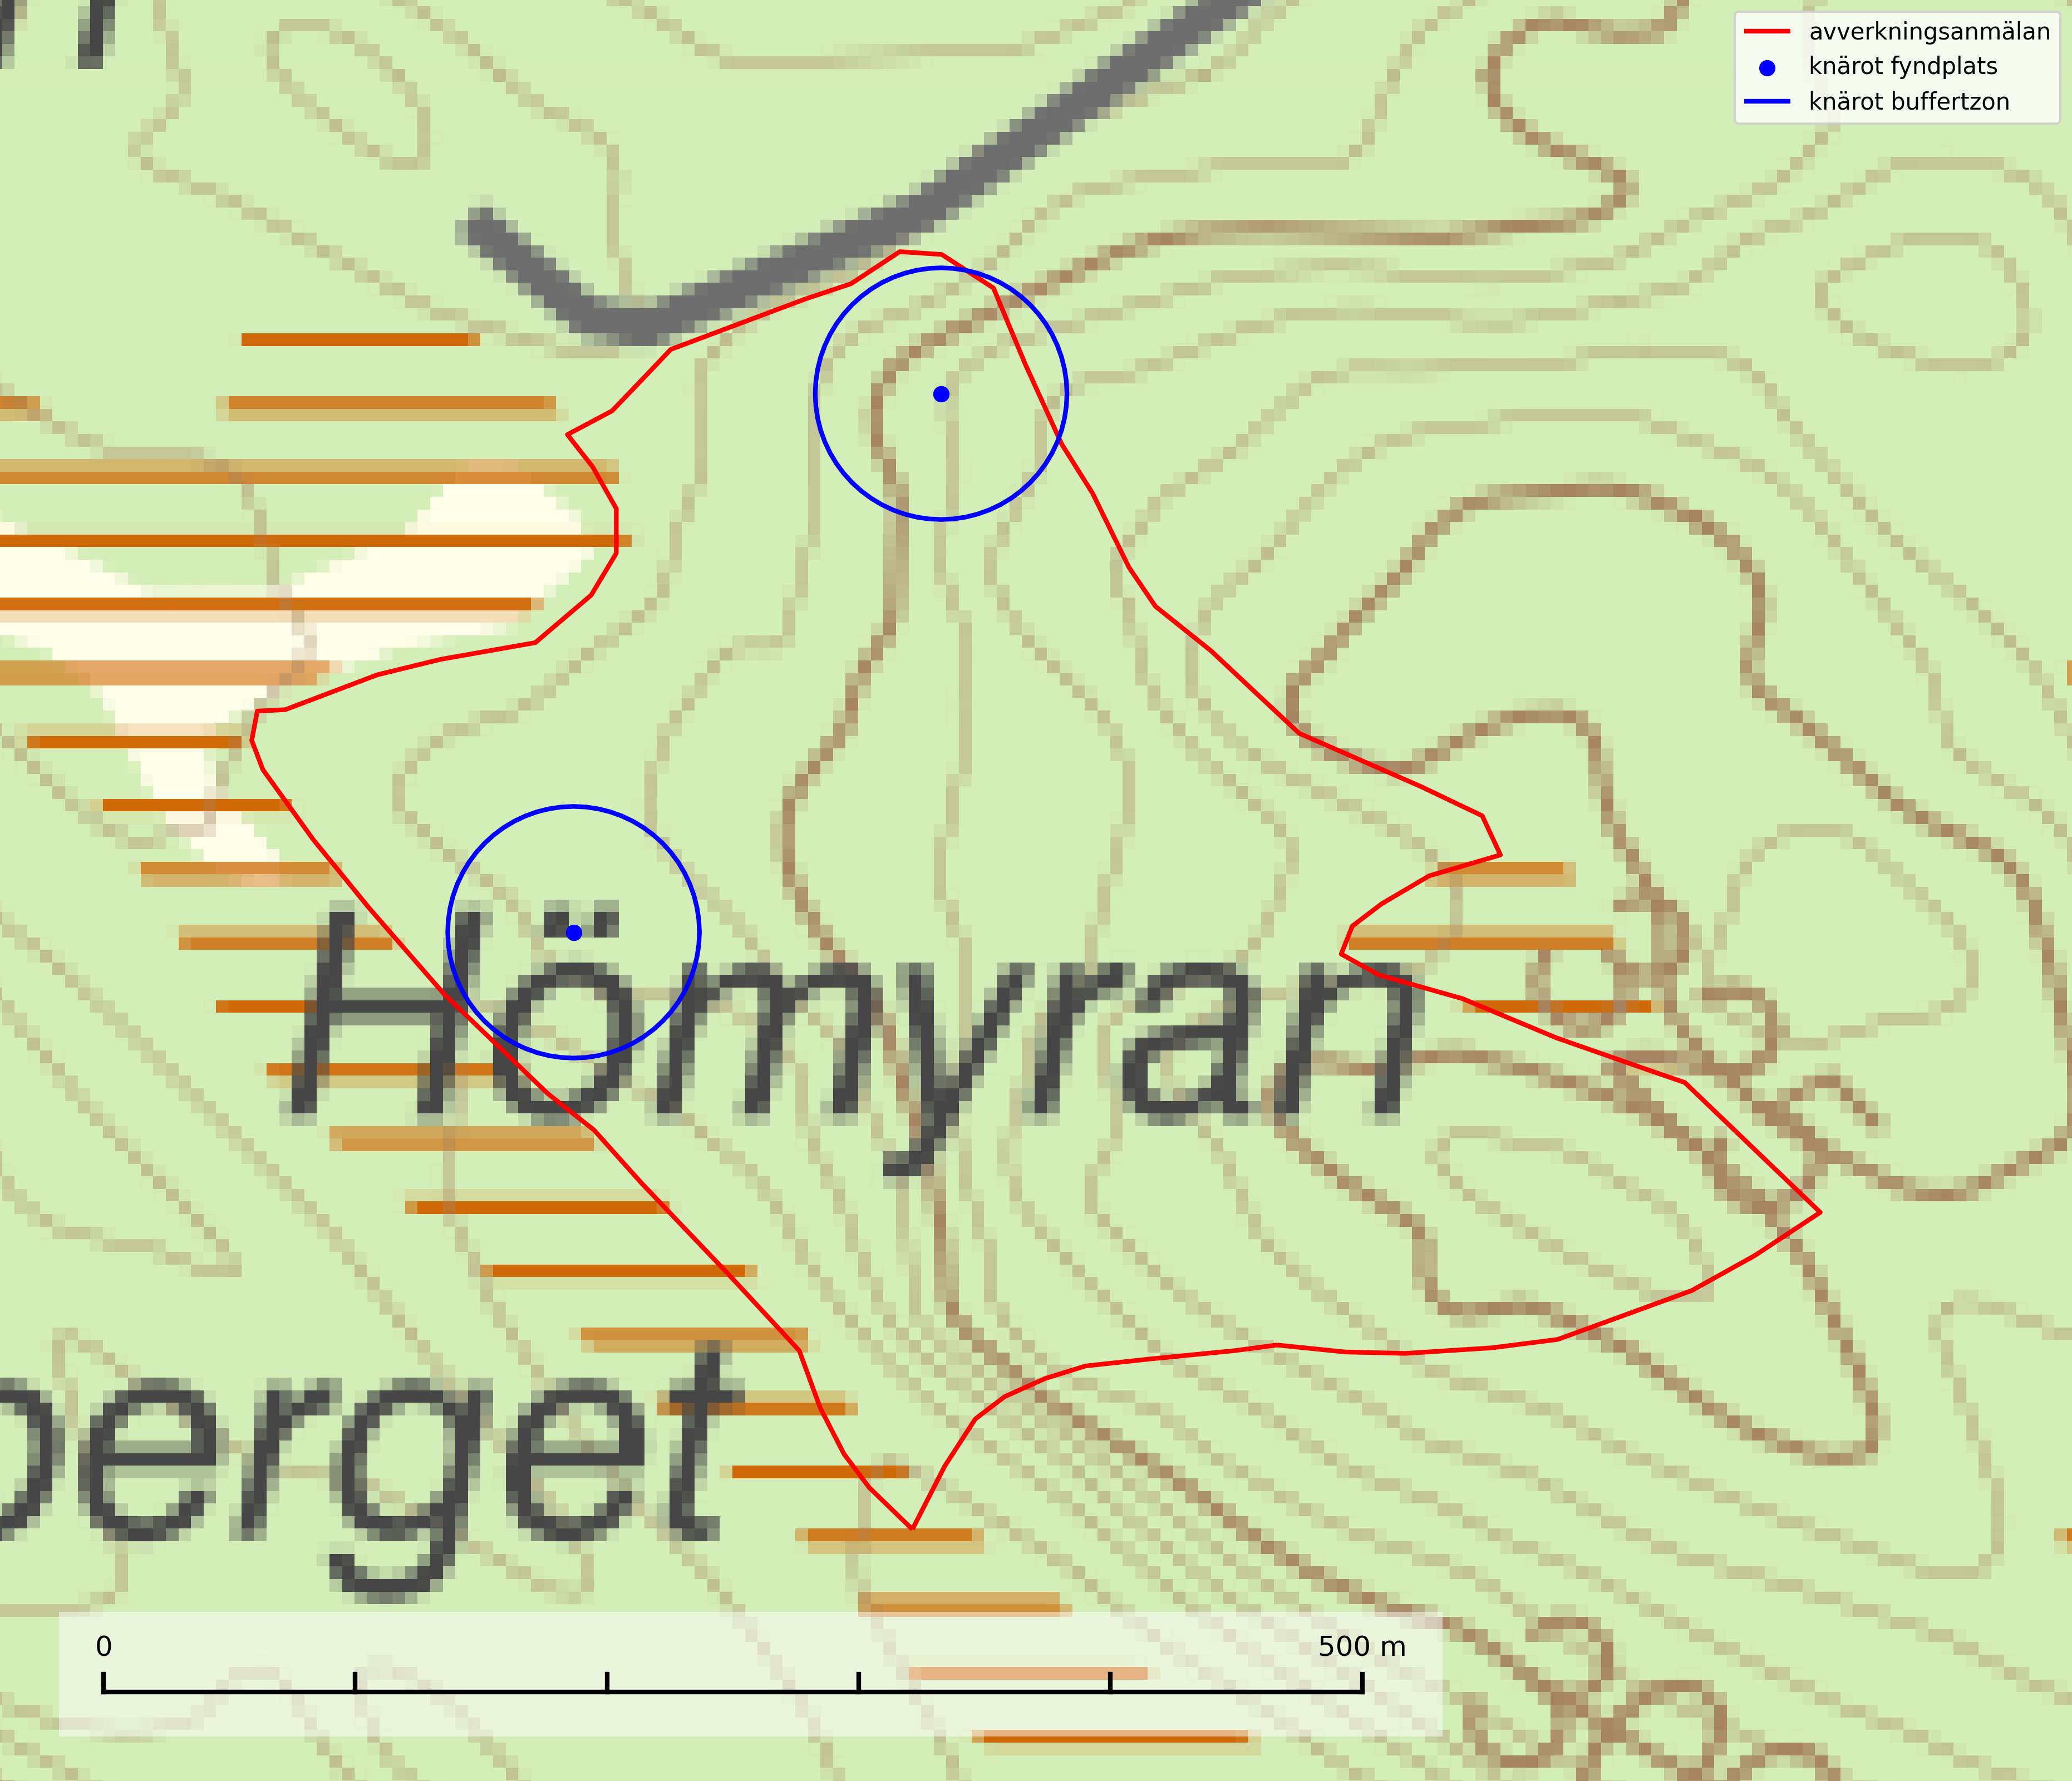 avverkningsanmälan
knärot fyndplats
knärot buffertzon
Hömyran
berget
0 500 m